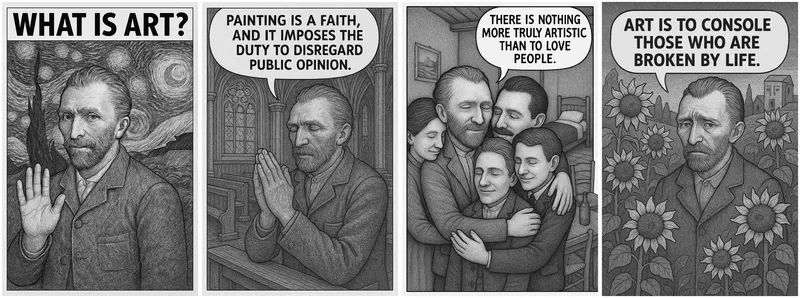 WHAT IS ART?
PAINTING IS A FAITH,
AND IT IMPOSES THE
DUTY TO DISREGARD
PUBLIC OPINION.
THERE IS NOTHING
MORE TRULY ARTISTIC
THAN TO LOVE
PEOPLE.
ART IS TO CONSOLE
THOSE WHO ARE
BROKEN BY LIFE.